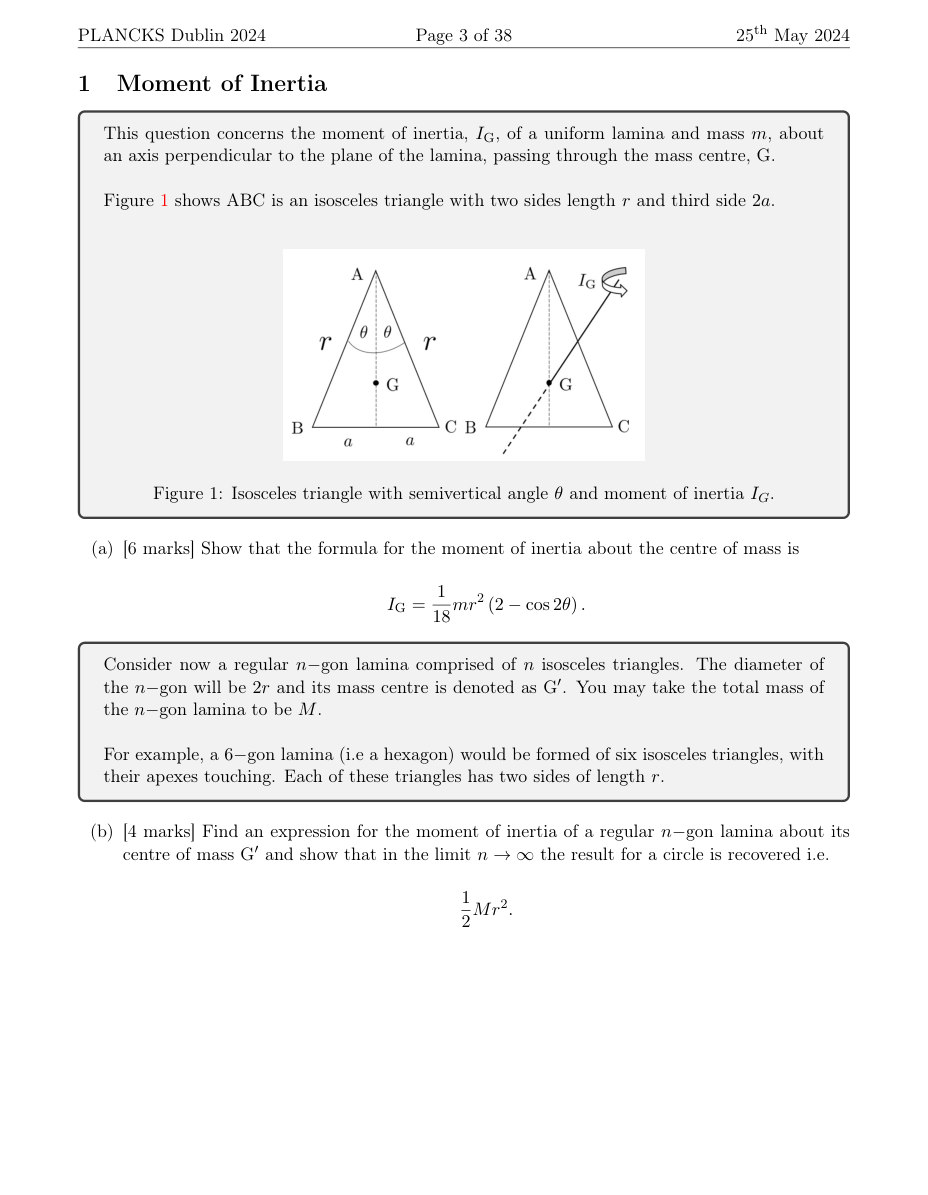 PLANCKS Dublin 2024 Page 3 of 38 25th May 2024
1 Moment of Inertia
This question concerns the moment of inertia, I_G, of a uniform lamina and mass m, about
an axis perpendicular to the plane of the lamina, passing through the mass centre, G.
Figure 1 shows ABC is an isosceles triangle with two sides length r and third side 2a.
A A I_G
θ θ
r r
G G
B C B C
a a
Figure 1: Isosceles triangle with semivertical angle θ and moment of inertia I_G.
(a) [6 marks] Show that the formula for the moment of inertia about the centre of mass is
I_G = 1/18 mr² (2 − cos 2θ) .
Consider now a regular n−gon lamina comprised of n isosceles triangles. The diameter of
the n−gon will be 2r and its mass centre is denoted as G′. You may take the total mass of
the n−gon lamina to be M.
For example, a 6−gon lamina (i.e a hexagon) would be formed of six isosceles triangles, with
their apexes touching. Each of these triangles has two sides of length r.
(b) [4 marks] Find an expression for the moment of inertia of a regular n−gon lamina about its
centre of mass G′ and show that in the limit n → ∞ the result for a circle is recovered i.e.
1/2 Mr².